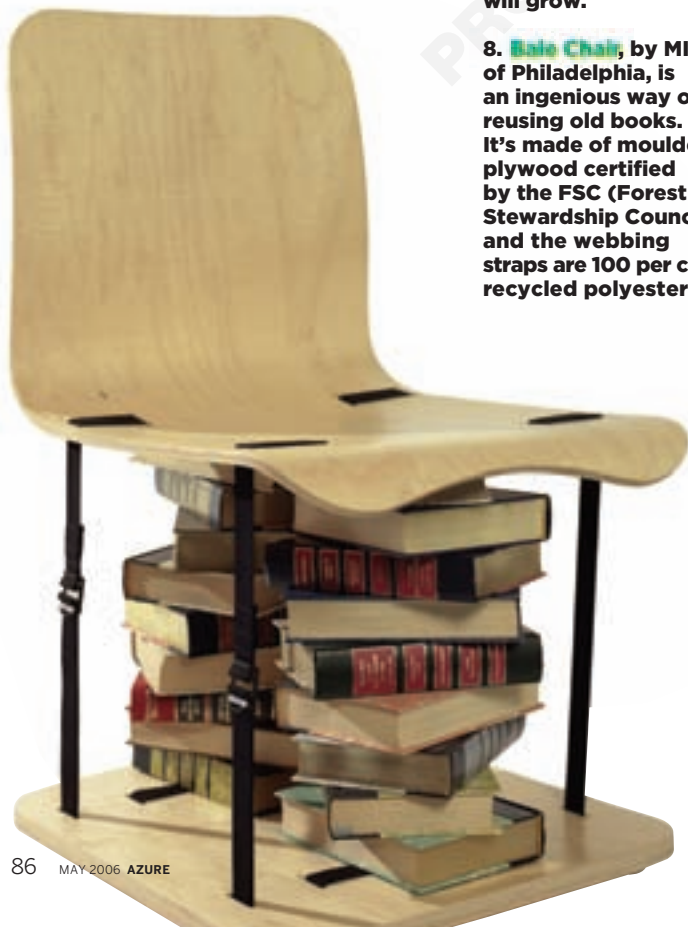 will grow.
8. Bale Chair, by MI
of Philadelphia, is
an ingenious way o
reusing old books.
It's made of mould
plywood certified
by the FSC (Forest
Stewardship Counc
and the webbing
straps are 100 per c
recycled polyester
PR
86 MAY 2006 AZURE